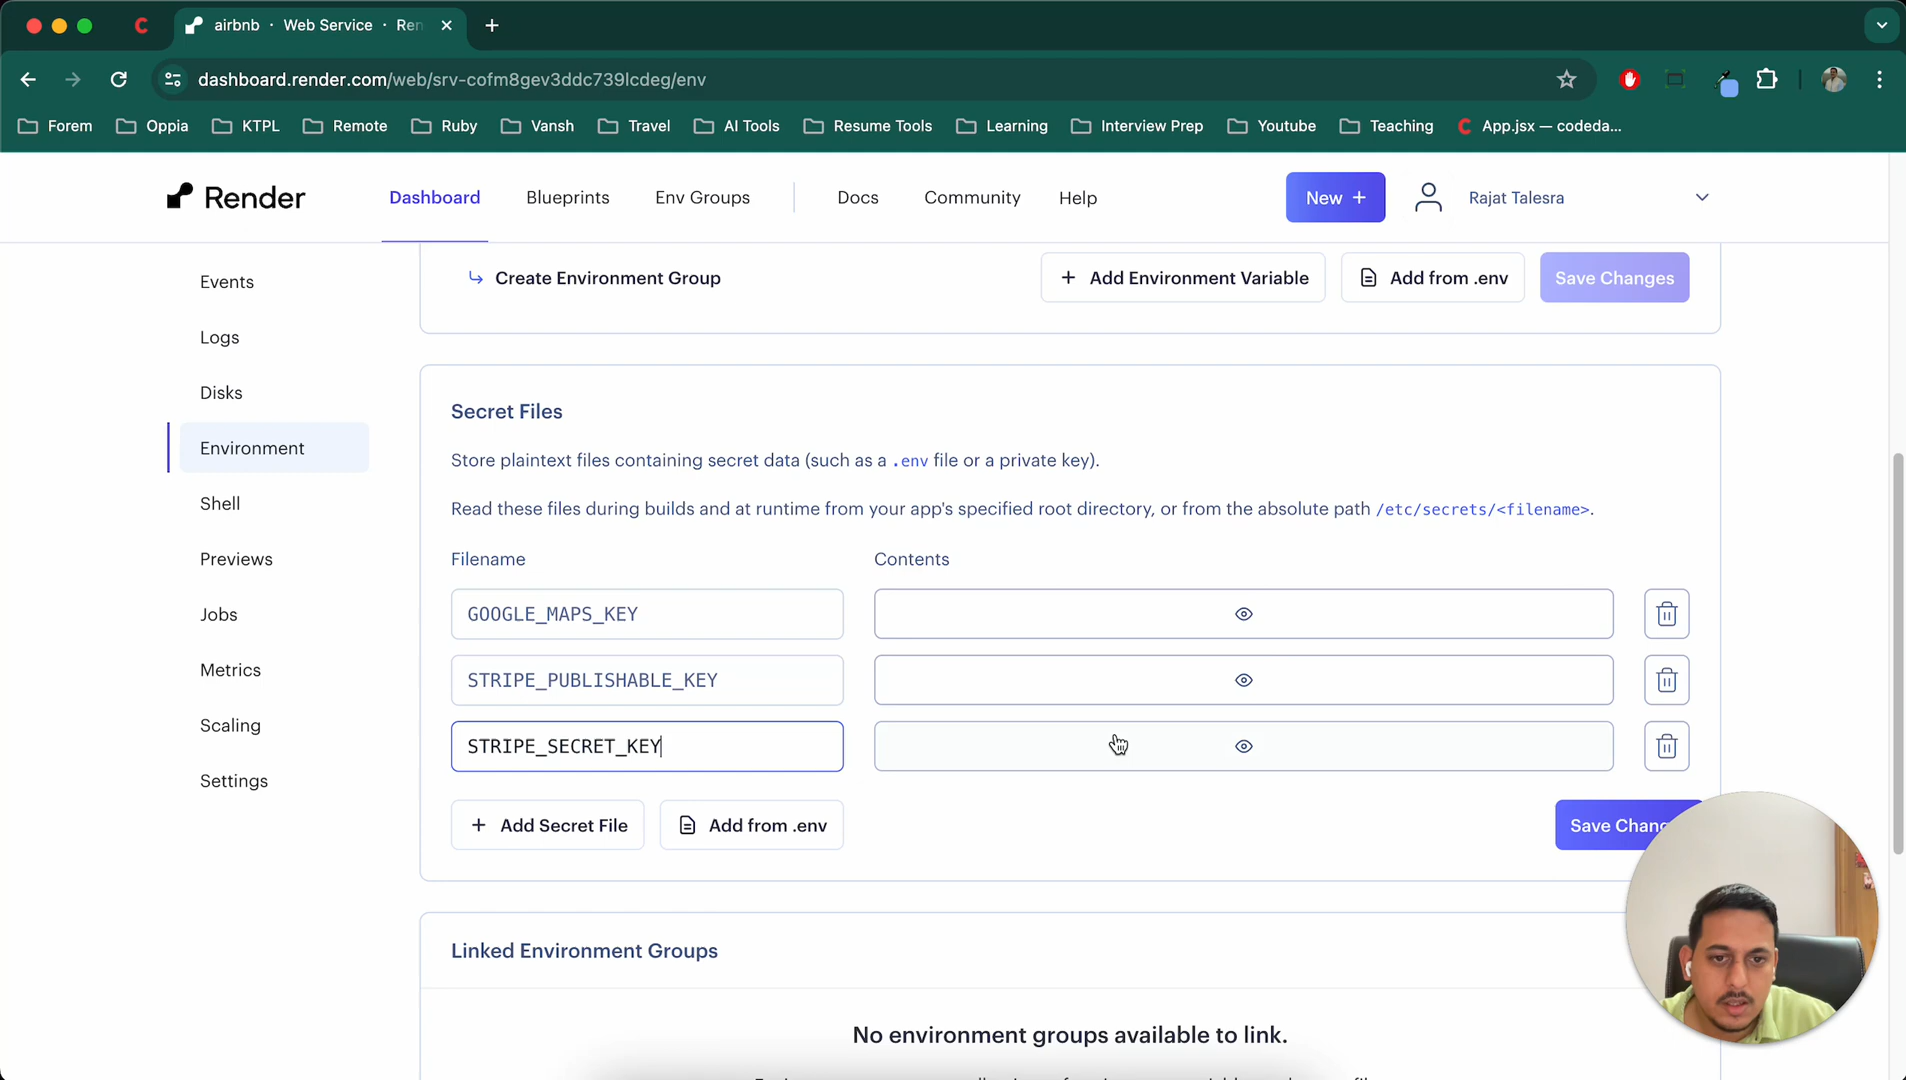 airbnb · Web Service · Ren
dashboard.render.com/web/srv-cofm8gev3ddc739lcdeg/env
Forem
Oppia
KTPL
Remote
Ruby
Vansh
Travel
AI Tools
Resume Tools
Learning
Interview Prep
Youtube
Teaching
App.jsx — codeda...
Render
Dashboard
Blueprints
Env Groups
Docs
Community
Help
New +
Rajat Talesra
Events
Logs
Disks
Environment
Shell
Previews
Jobs
Metrics
Scaling
Settings
Create Environment Group
+ Add Environment Variable
Add from .env
Save Changes
Secret Files
Store plaintext files containing secret data (such as a .env file or a private key).
Read these files during builds and at runtime from your app's specified root directory, or from the absolute path /etc/secrets/<filename>.
Filename
Contents
GOOGLE_MAPS_KEY
STRIPE_PUBLISHABLE_KEY
STRIPE_SECRET_KEY
+ Add Secret File
Add from .env
Save Chang
Linked Environment Groups
No environment groups available to link.